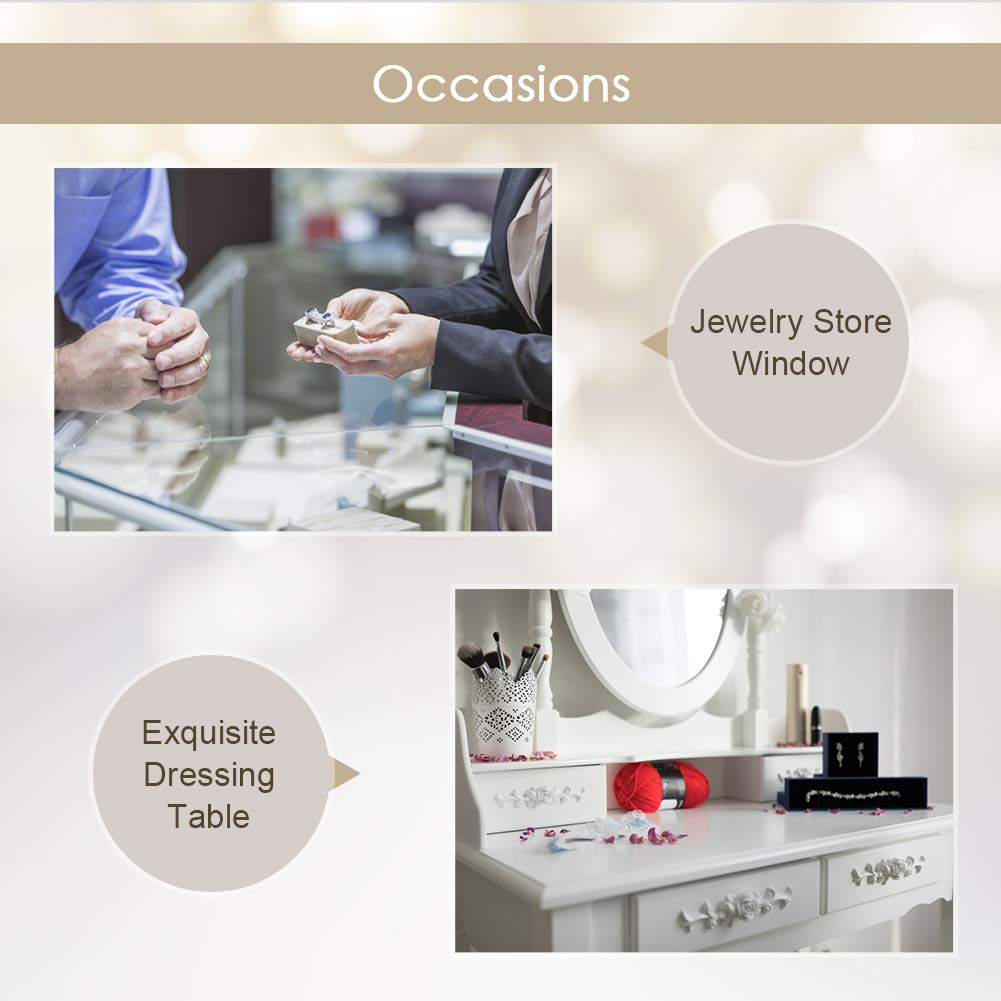 Occasions
Jewelry Store
Window
Exquisite
Dressing
Table